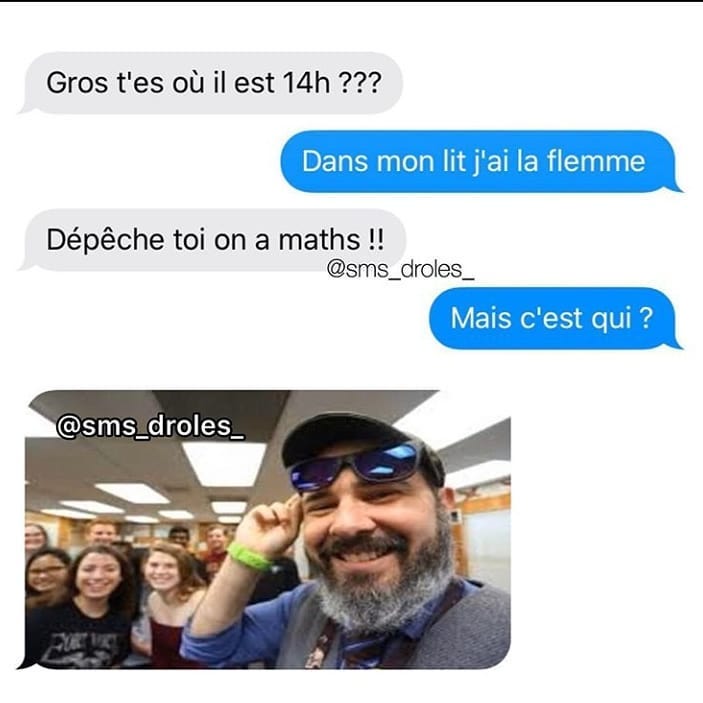 Gros t'es où il est 14h ???
Dans mon lit j'ai la flemme
Dépêche toi on a maths !!
@sms_droles_
Mais c'est qui ?
@sms_droles_